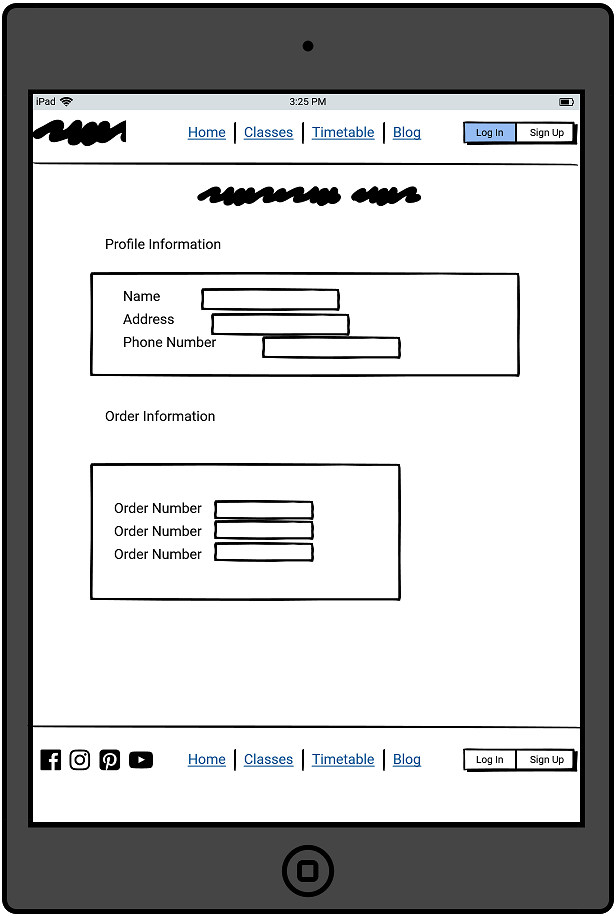 iPad 3:25 PM
Home Classes Timetable Blog Log In Sign Up
Profile Information
Name
Address
Phone Number
Order Information
Order Number
Order Number
Order Number
Home Classes Timetable Blog Log In Sign Up